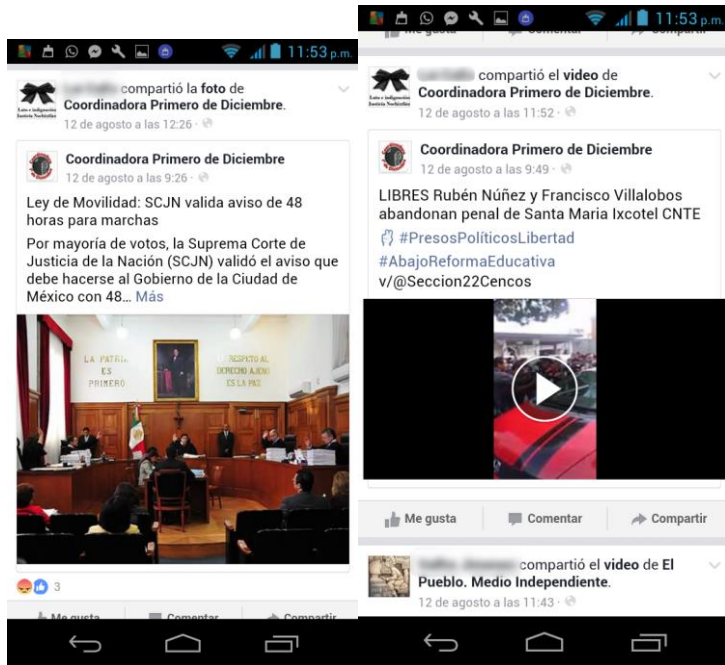 11:53 p.m.
compartió la foto de
Coordinadora Primero de Diciembre.
12 de agosto a las 12:26 ·
Coordinadora Primero de Diciembre
12 de agosto a las 9:26 ·
Ley de Movilidad: SCJN valida aviso de 48
horas para marchas
Por mayoría de votos, la Suprema Corte de
Justicia de la Nación (SCJN) validó el aviso que
debe hacerse al Gobierno de la Ciudad de
México con 48... Más
LA PATRIA
ES
PRIMERO
EL RESPETO AL
DERECHO AJENO
ES LA PAZ
3
Me gusta
Comentar
Compartir
11:53 p.m.
Me gusta
Comentar
Compartir
compartió el video de
Coordinadora Primero de Diciembre.
12 de agosto a las 11:52 ·
Coordinadora Primero de Diciembre
12 de agosto a las 9:49 ·
LIBRES Rubén Núñez y Francisco Villalobos
abandonan penal de Santa Maria Ixcotel CNTE
#PresosPolíticosLibertad
#AbajoReformaEducativa
v/@Seccion22Cencos
Me gusta
Comentar
Compartir
compartió el video de El
Pueblo. Medio Independiente.
12 de agosto a las 11:43 ·